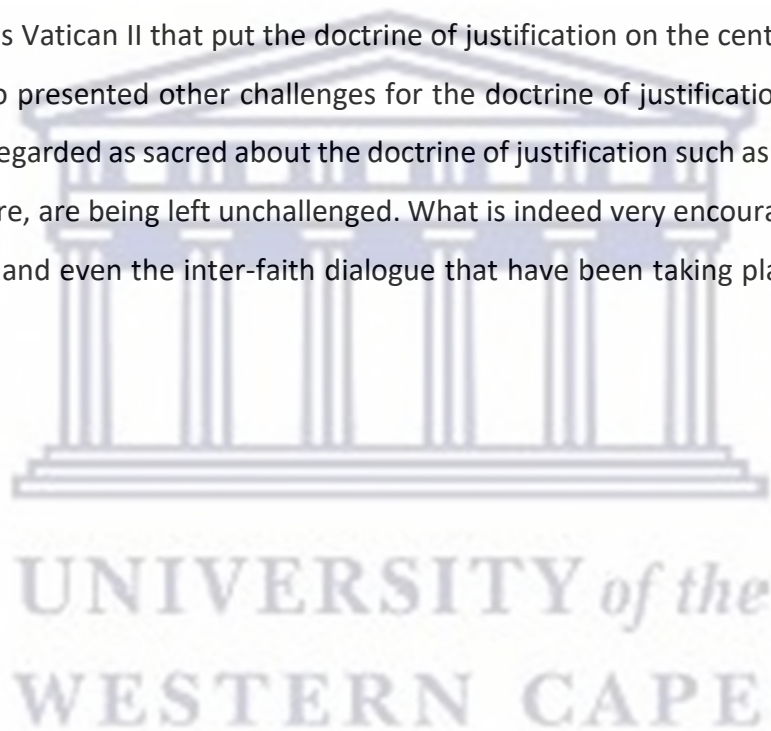 s Vatican II that put the doctrine of justification on the cent
presented other challenges for the doctrine of justificatio
egarded as sacred about the doctrine of justification such as
re, are being left unchallenged. What is indeed very encoura
and even the inter-faith dialogue that have been taking pla
UNIVERSITY of the
WESTERN CAPE